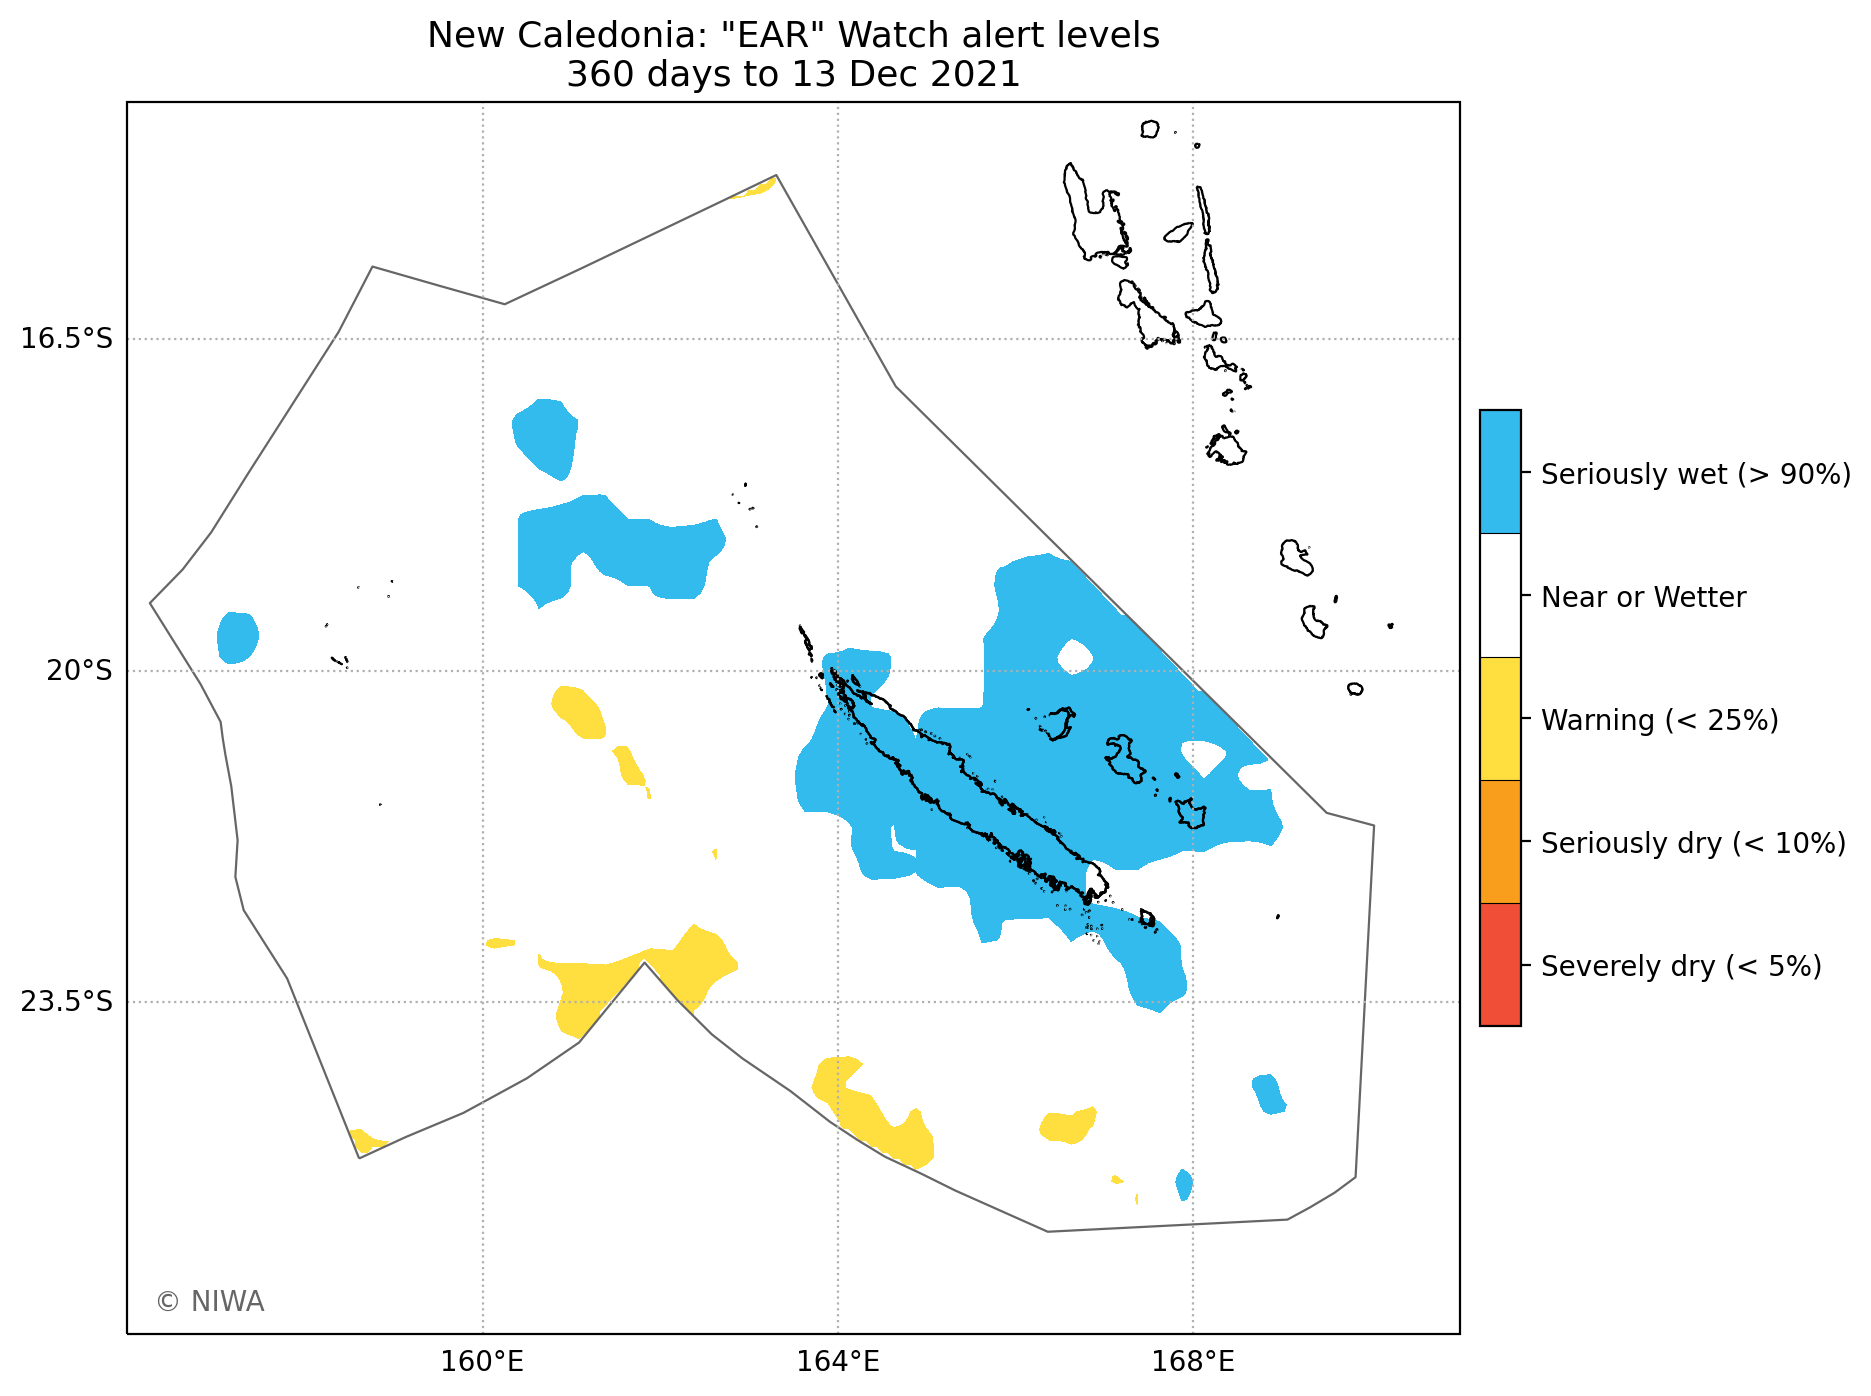 New Caledonia: "EAR" Watch alert levels
360 days to 13 Dec 2021
16.5°S
20°S
23.5°S
160°E
164°E
168°E
Seriously wet (> 90%)
Near or Wetter
Warning (< 25%)
Seriously dry (< 10%)
Severely dry (< 5%)
© NIWA